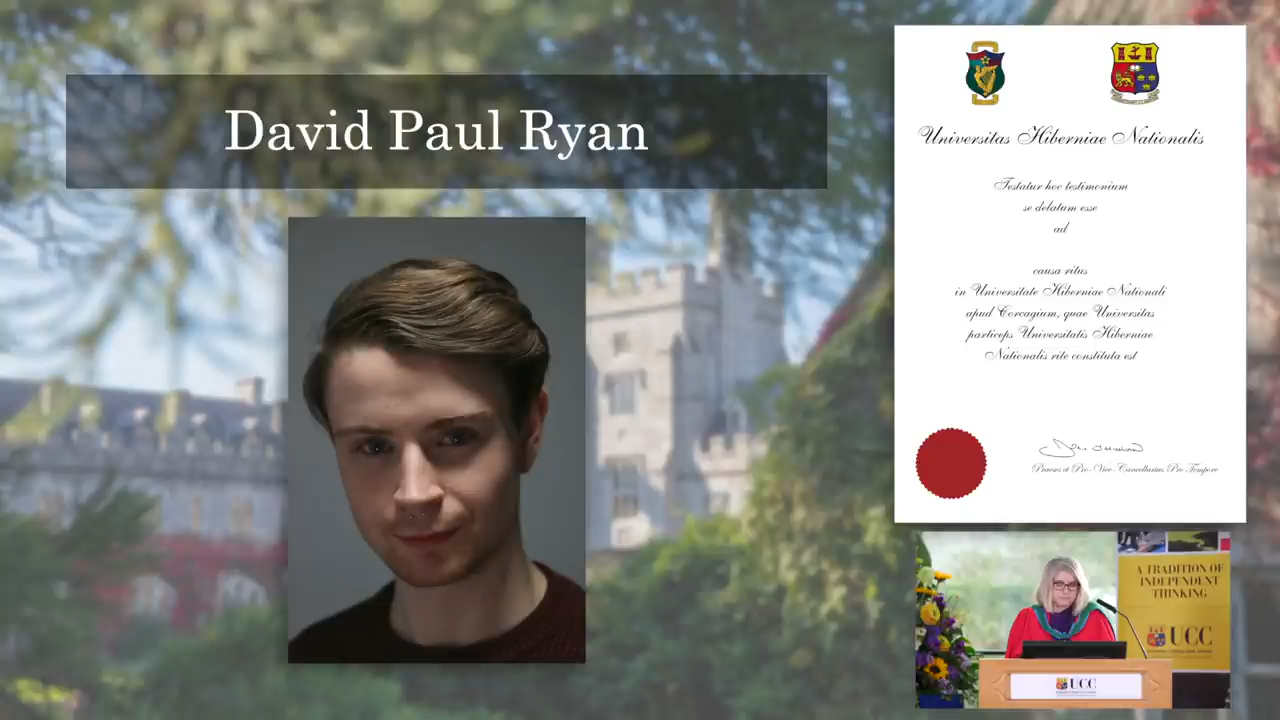 David Paul Ryan
Universitas Hiberniae Nationalis
Testatur hoc testimonium
se delatum esse
ad
causa ritus
in Universitate Hiberniae Nationali
apud Corcagium, quae Universitas
particeps Universitatis Hiberniae
Nationalis rite constituta est
Praeses et Pro-Vice-Cancellarius Pro Tempore
A TRADITION OF
INDEPENDENT
THINKING
UCC
UCC